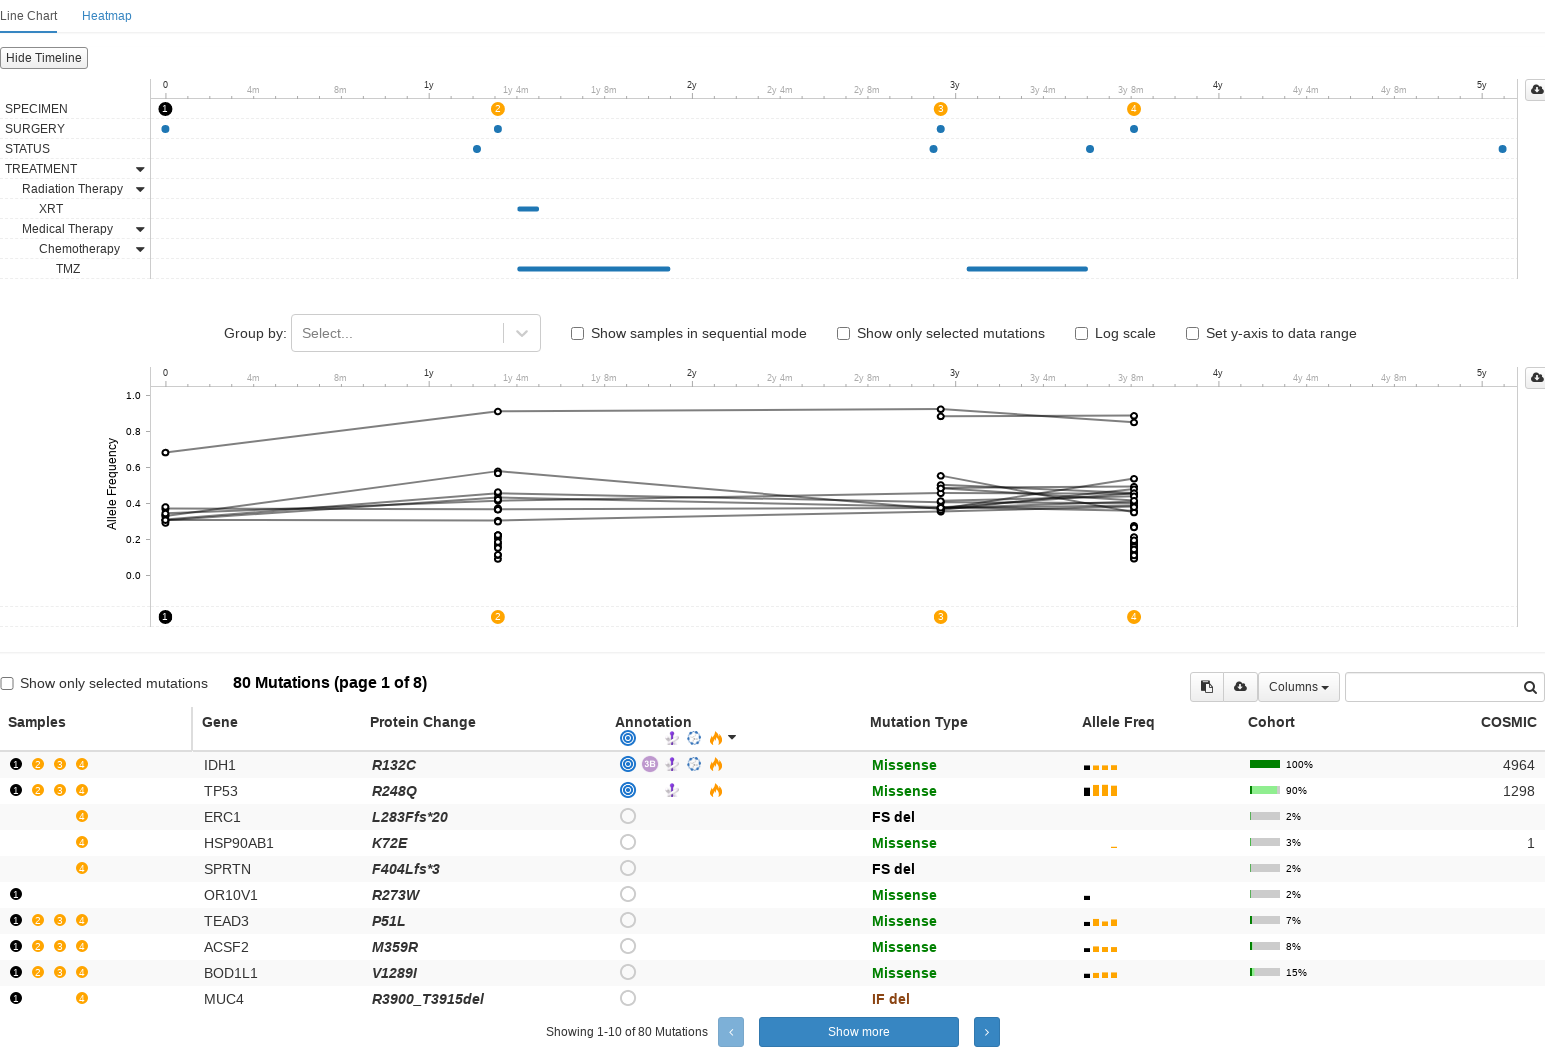 Line Chart Heatmap
Hide Timeline
0 4m 8m 1y 1y 4m 1y 8m 2y 2y 4m 2y 8m 3y 3y 4m 3y 8m 4y 4y 4m 4y 8m 5y
SPECIMEN 1 2 3 4
SURGERY
STATUS
TREATMENT
Radiation Therapy
XRT
Medical Therapy
Chemotherapy
TMZ
Group by: Select... Show samples in sequential mode Show only selected mutations Log scale Set y-axis to data range
0 4m 8m 1y 1y 4m 1y 8m 2y 2y 4m 2y 8m 3y 3y 4m 3y 8m 4y 4y 4m 4y 8m 5y
1.0
0.8
0.6
0.4
0.2
0.0
Allele Frequency
1 2 3 4
Show only selected mutations 80 Mutations (page 1 of 8) Columns
Samples Gene Protein Change Annotation Mutation Type Allele Freq Cohort COSMIC
1 2 3 4 IDH1 R132C 3B Missense 100% 4964
1 2 3 4 TP53 R248Q Missense 90% 1298
4 ERC1 L283Ffs*20 FS del 2%
4 HSP90AB1 K72E Missense 3% 1
4 SPRTN F404Lfs*3 FS del 2%
1 OR10V1 R273W Missense 2%
1 2 3 4 TEAD3 P51L Missense 7%
1 2 3 4 ACSF2 M359R Missense 8%
1 2 3 4 BOD1L1 V1289I Missense 15%
1 4 MUC4 R3900_T3915del IF del
Showing 1-10 of 80 Mutations ‹ Show more ›